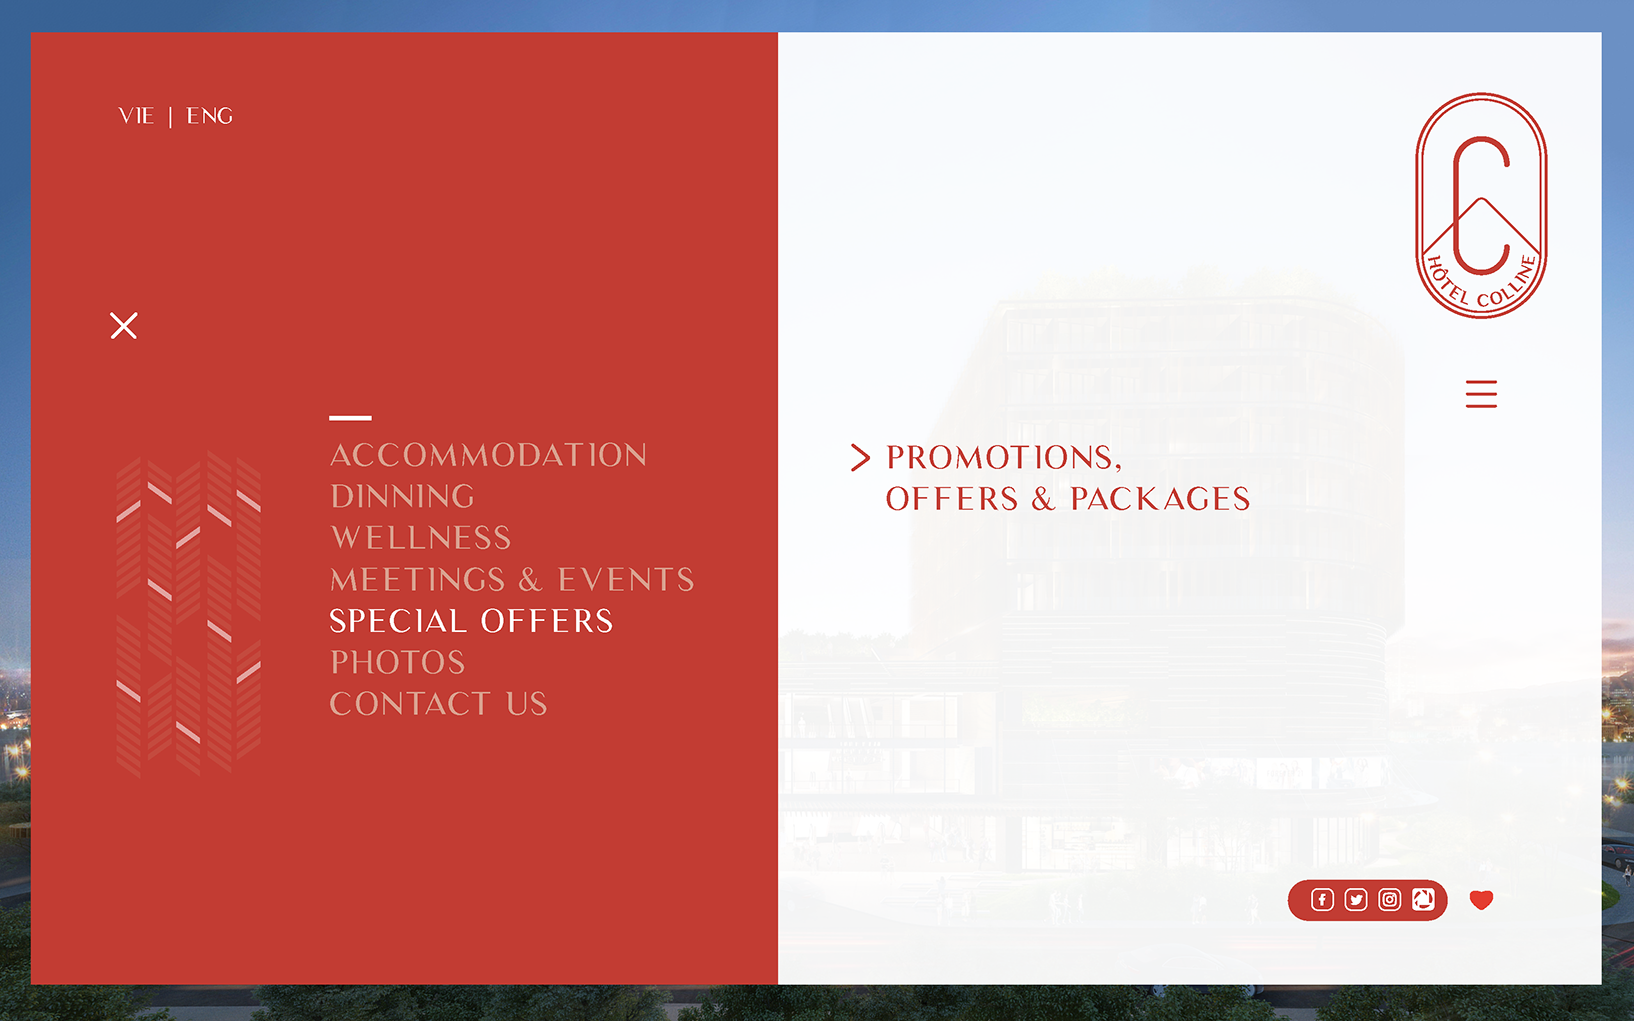 VIE | ENG
ACCOMMODATION
DINNING
WELLNESS
MEETINGS & EVENTS
SPECIAL OFFERS
PHOTOS
CONTACT US
PROMOTIONS,
OFFERS & PACKAGES
C
HÔTEL COLLINE